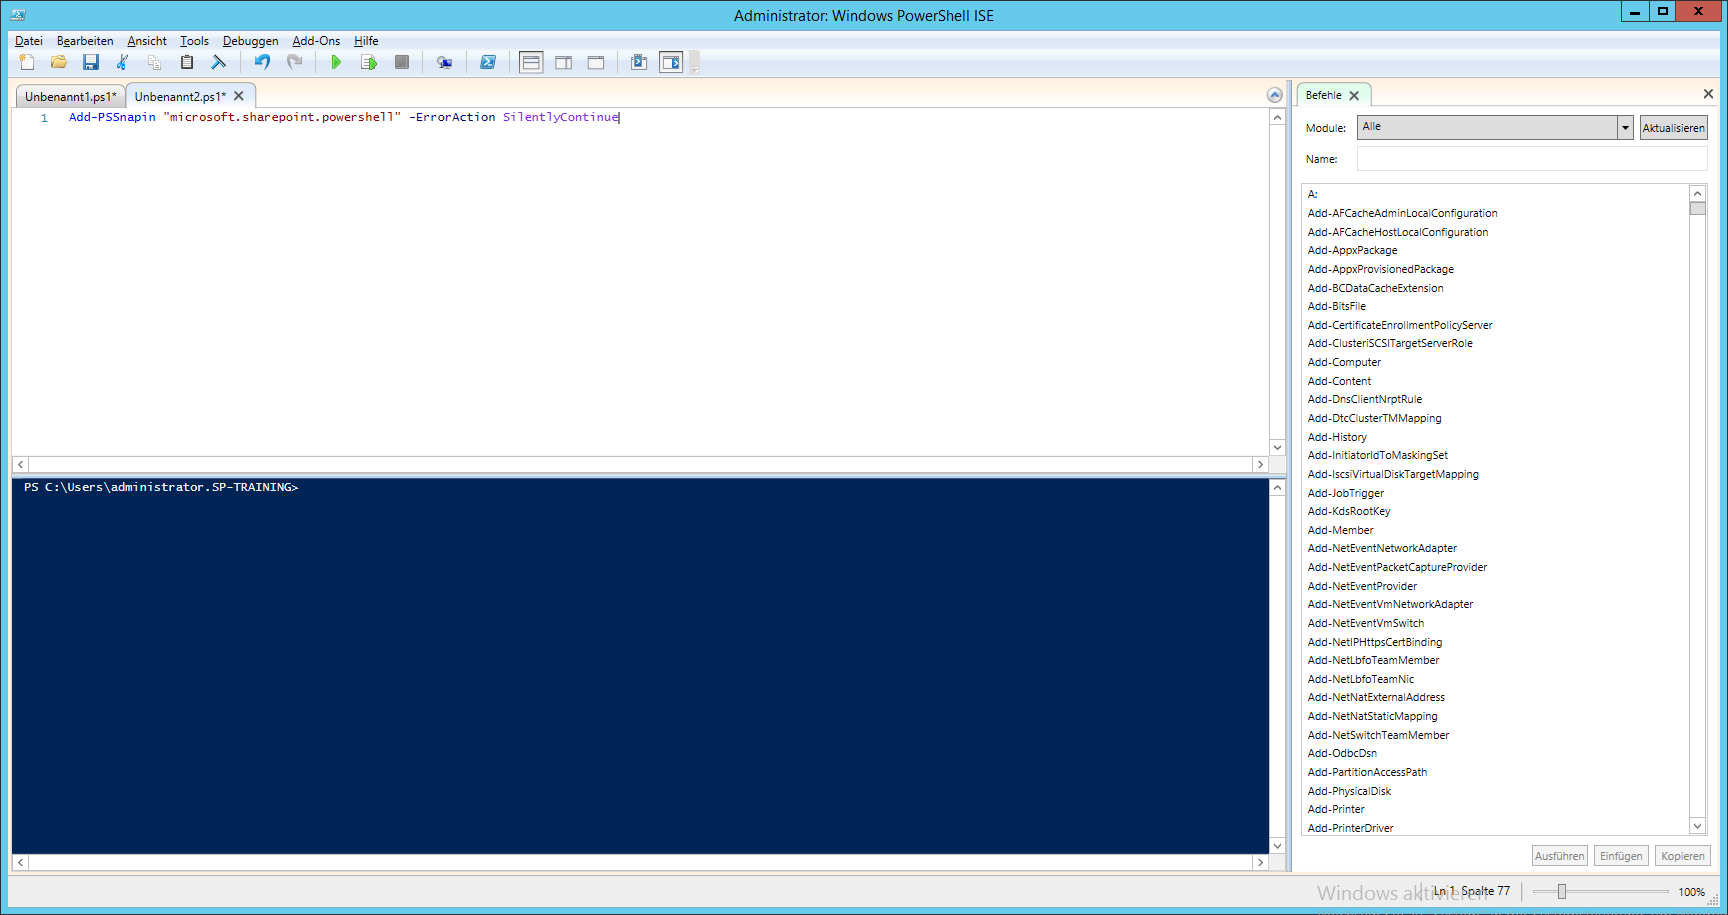 Administrator: Windows PowerShell ISE
Datei Bearbeiten Ansicht Tools Debuggen Add-Ons Hilfe
Unbenannt1.ps1* Unbenannt2.ps1*
1 Add-PSSnapin "microsoft.sharepoint.powershell" -ErrorAction SilentlyContinue
PS C:\Users\administrator.SP-TRAINING>
Befehle
Module: Alle Aktualisieren
Name:
A:
Add-AFCacheAdminLocalConfiguration
Add-AFCacheHostLocalConfiguration
Add-AppxPackage
Add-AppxProvisionedPackage
Add-BCDataCacheExtension
Add-BitsFile
Add-CertificateEnrollmentPolicyServer
Add-ClusteriSCSITargetServerRole
Add-Computer
Add-Content
Add-DnsClientNrptRule
Add-DtcClusterTMMapping
Add-History
Add-InitiatorIdToMaskingSet
Add-IscsiVirtualDiskTargetMapping
Add-JobTrigger
Add-KdsRootKey
Add-Member
Add-NetEventNetworkAdapter
Add-NetEventPacketCaptureProvider
Add-NetEventProvider
Add-NetEventVmNetworkAdapter
Add-NetEventVmSwitch
Add-NetIPHttpsCertBinding
Add-NetLbfoTeamMember
Add-NetLbfoTeamNic
Add-NetNatExternalAddress
Add-NetNatStaticMapping
Add-NetSwitchTeamMember
Add-OdbcDsn
Add-PartitionAccessPath
Add-PhysicalDisk
Add-Printer
Add-PrinterDriver
Ausführen Einfügen Kopieren
Windows aktivieren
Ln 1 Spalte 77 100%